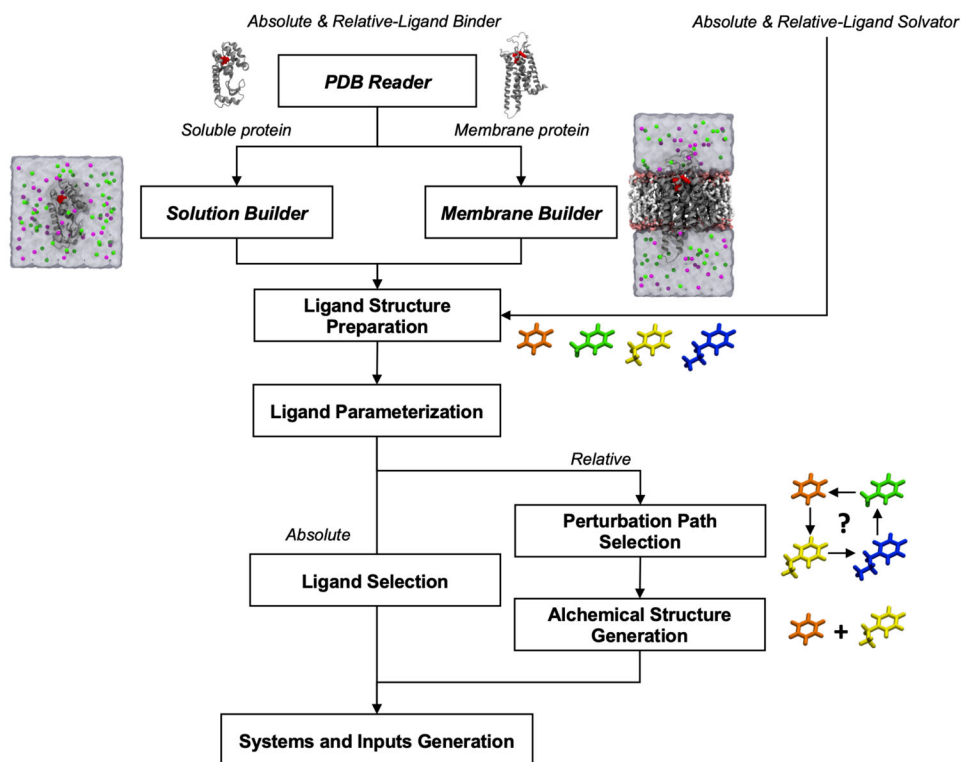 Absolute & Relative-Ligand Binder
Absolute & Relative-Ligand Solvator
PDB Reader
Soluble protein
Membrane protein
Solution Builder
Membrane Builder
Ligand Structure
Preparation
Ligand Parameterization
Relative
Absolute
Perturbation Path
Selection
?
Ligand Selection
Alchemical Structure
Generation
+
Systems and Inputs Generation